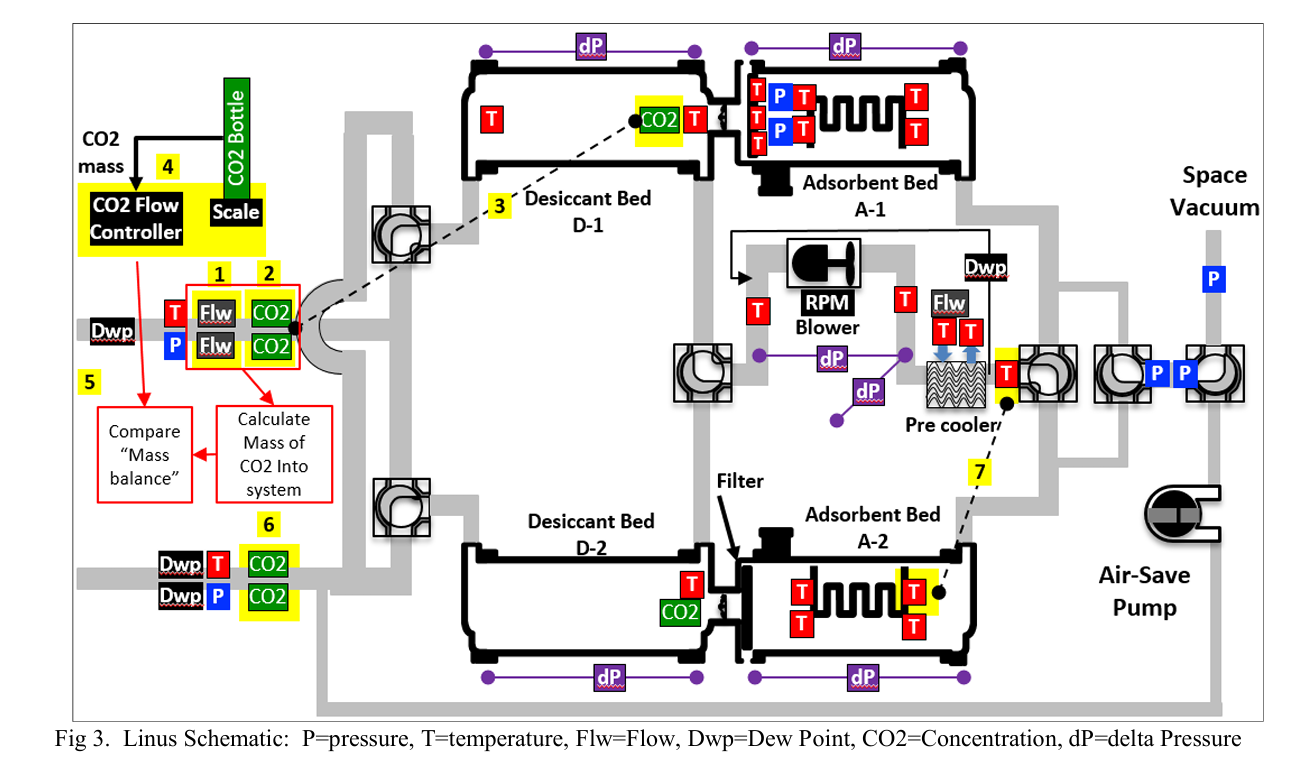 dP
dP
T
CO2
T
T
T
T
P
P
T
T
T
T
CO2 Bottle
CO2
mass
4
CO2 Flow
Controller
Scale
3
Desiccant Bed
D-1
Adsorbent Bed
A-1
Space
Vacuum
P
1
2
T
Flw
CO2
Dwp
P
Flw
CO2
5
Compare
“Mass
balance”
Calculate
Mass of
CO2 Into
system
T
RPM
Blower
T
Dwp
Flw
T
T
dP
dP
T
P
P
Pre cooler
7
Filter
6
Desiccant Bed
D-2
Adsorbent Bed
A-2
Dwp
T
CO2
Dwp
P
CO2
T
CO2
T
T
T
T
Air-Save
Pump
dP
dP
Fig 3. Linus Schematic: P=pressure, T=temperature, Flw=Flow, Dwp=Dew Point, CO2=Concentration, dP=delta Pressure